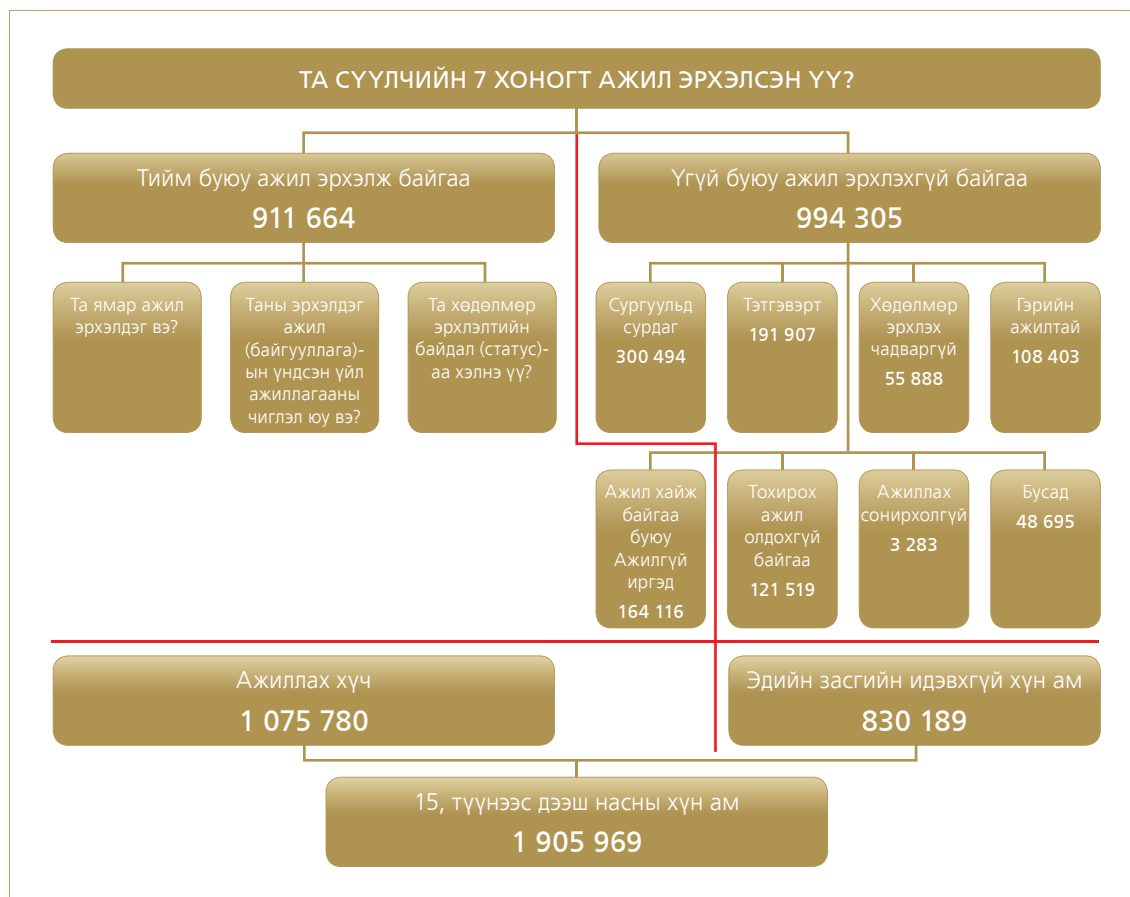 ТА СҮҮЛЧИЙН 7 ХОНОГТ АЖИЛ ЭРХЭЛСЭН ҮҮ?
Тийм буюу ажил эрхэлж байгаа
911 664
Үгүй буюу ажил эрхлэхгүй байгаа
994 305
Та ямар ажил
эрхэлдэг вэ?
Таны эрхэлдэг
ажил
(байгууллага)-
ын үндсэн үйл
ажиллагааны
чиглэл юу вэ?
Та хөдөлмөр
эрхлэлтийн
байдал (статус)-
аа хэлнэ үү?
Сургуульд
сурдаг
300 494
Тэтгэвэрт
191 907
Хөдөлмөр
эрхлэх
чадваргүй
55 888
Гэрийн
ажилтай
108 403
Ажил хайж
байгаа
буюу
Ажилгүй
иргэд
164 116
Тохирох
ажил
олдохгүй
байгаа
121 519
Ажиллах
сонирхолгүй
3 283
Бусад
48 695
Ажиллах хүч
1 075 780
Эдийн засгийн идэвхгүй хүн ам
830 189
15, түүнээс дээш насны хүн ам
1 905 969